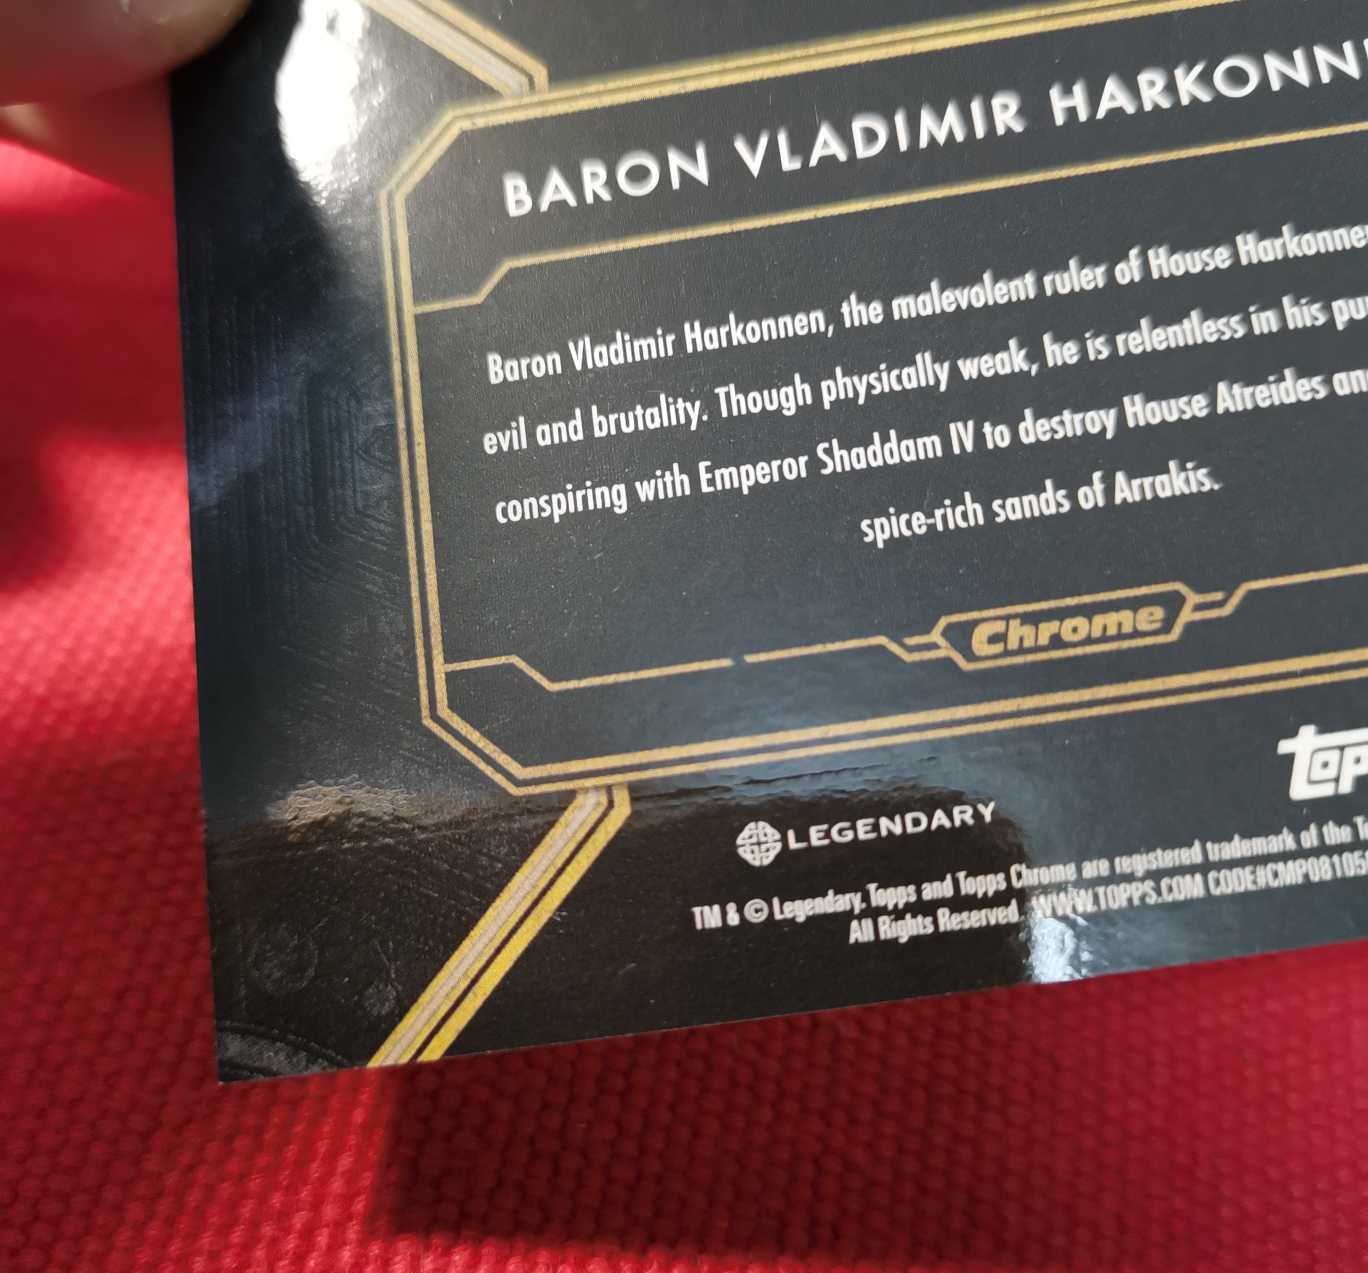 BARON VLADIMIR HARKONN
Baron Vladimir Harkonnen, the malevolent ruler of House Harkonne
evil and brutality. Though physically weak, he is relentless in his pu
conspiring with Emperor Shaddam IV to destroy House Atreides an
spice-rich sands of Arrakis.
Chrome
topp
LEGENDARY
TM & © Legendary. Topps and Topps Chrome are registered trademark of the T
All Rights Reserved. WWW.TOPPS.COM CODE#CMP08105